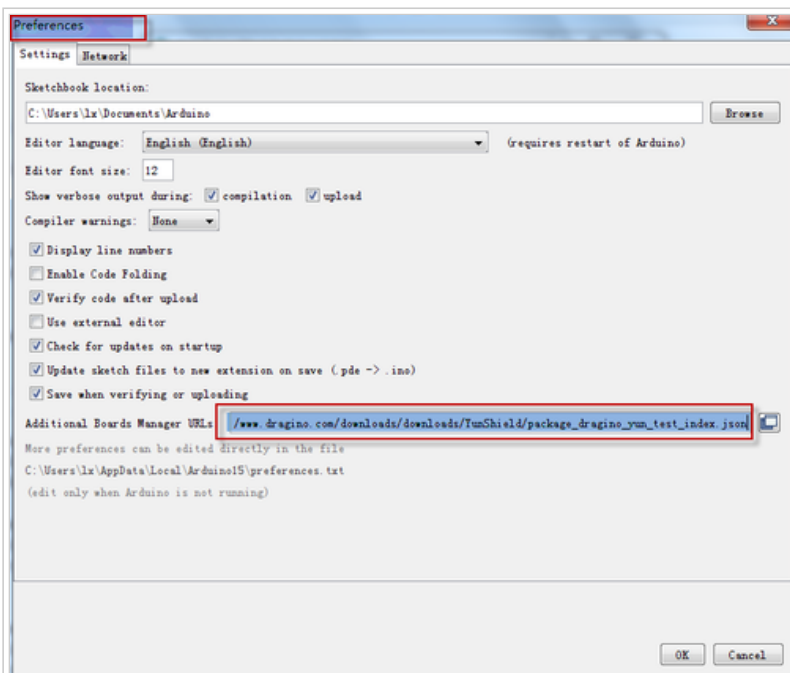 Preferences
Settings Network
Sketchbook location:
C:\Users\lx\Documents\Arduino Browse
Editor language: English (English) (requires restart of Arduino)
Editor font size: 12
Show verbose output during: compilation upload
Compiler warnings: None
Display line numbers
Enable Code Folding
Verify code after upload
Use external editor
Check for updates on startup
Update sketch files to new extension on save (.pde -> .ino)
Save when verifying or uploading
Additional Boards Manager URLs /www.dragino.com/downloads/downloads/YunShield/package_dragino_yun_test_index.json
More preferences can be edited directly in the file
C:\Users\lx\AppData\Local\Arduino15\preferences.txt
(edit only when Arduino is not running)
OK Cancel